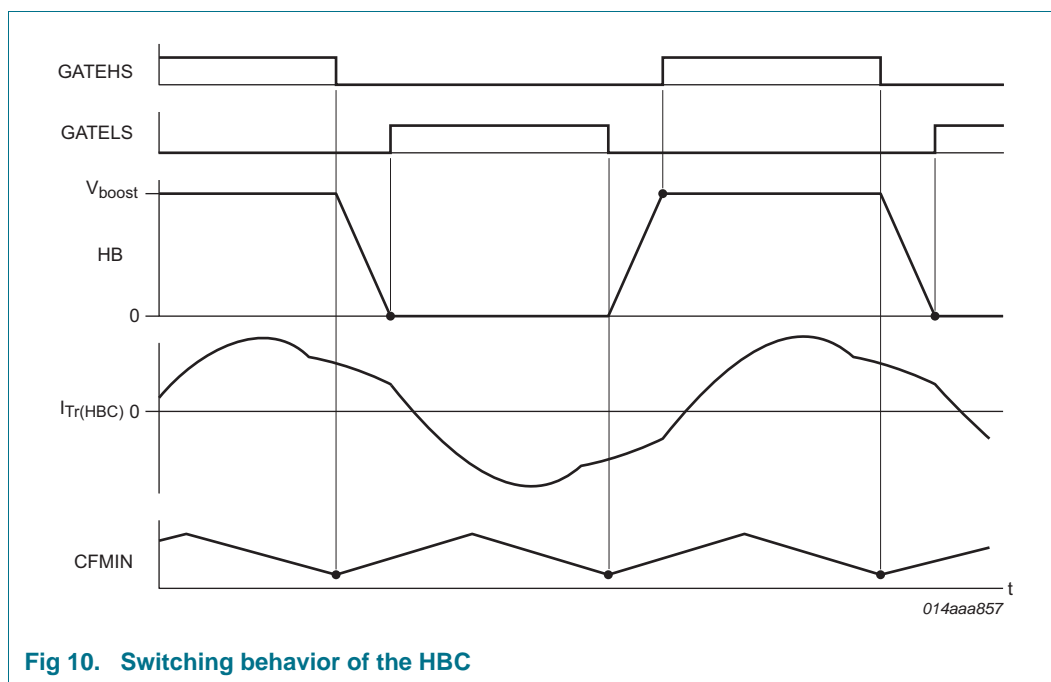 GATEHS
GATELS
Vboost
HB
0
ITr(HBC) 0
CFMIN
t
014aaa857
Fig 10. Switching behavior of the HBC